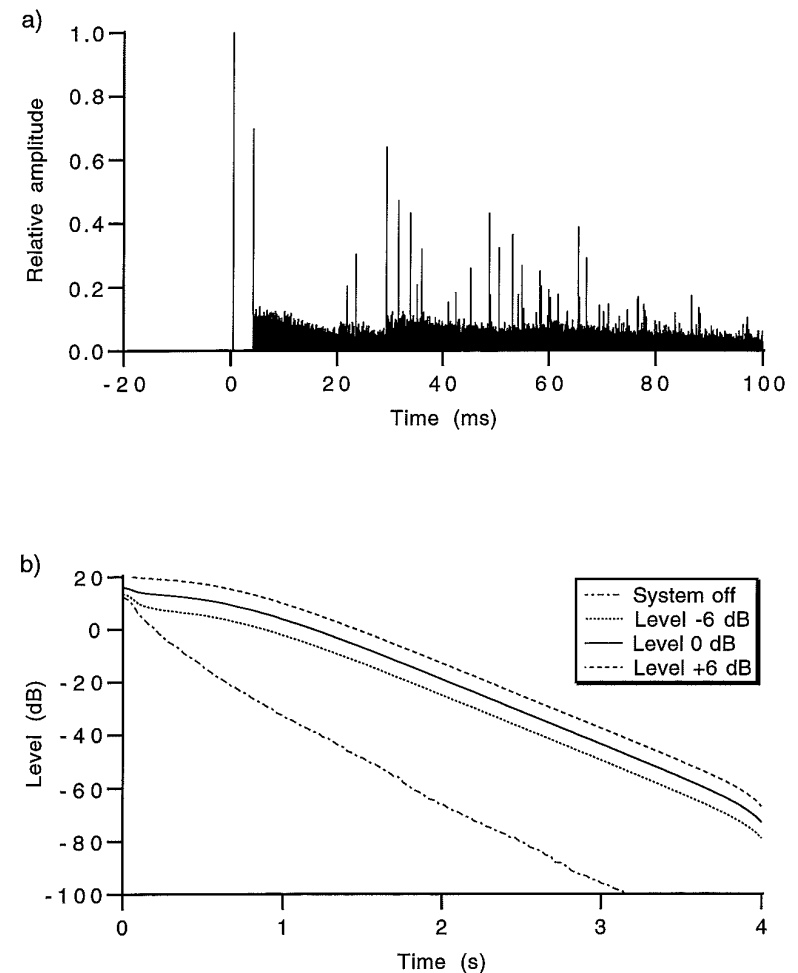 a)
1.0
0.8
0.6
0.4
0.2
0.0
Relative amplitude
-20 0 20 40 60 80 100
Time (ms)
b)
20
0
-20
-40
-60
-80
-100
Level (dB)
System off
Level -6 dB
Level 0 dB
Level +6 dB
0 1 2 3 4
Time (s)